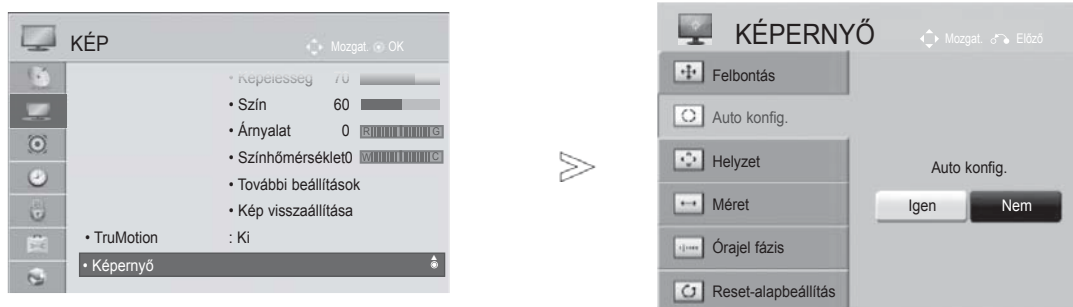 KÉP
Mozgat. OK
• Képélesség 70
• Szín 60
• Árnyalat 0 R G
• Színhőmérséklet0 W C
• További beállítások
• Kép visszaállítása
• TruMotion : Ki
• Képernyő
KÉPERNYŐ
Mozgat. Előző
Felbontás
Auto konfig.
Helyzet
Méret
Órajel fázis
Reset-alapbeállítás
Auto konfig.
Igen Nem